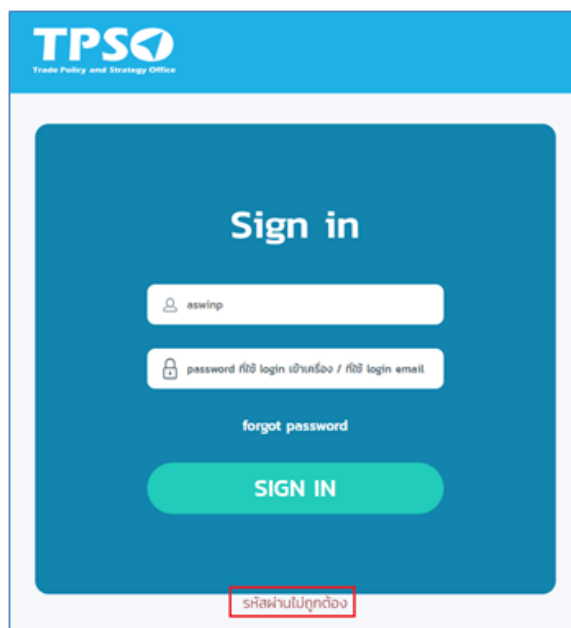 TPSO
Trade Policy and Strategy Office
Sign in
aswinp
password ที่ใช้ login เข้าเครื่อง / ที่ใช้ login email
forgot password
SIGN IN
รหัสผ่านไม่ถูกต้อง